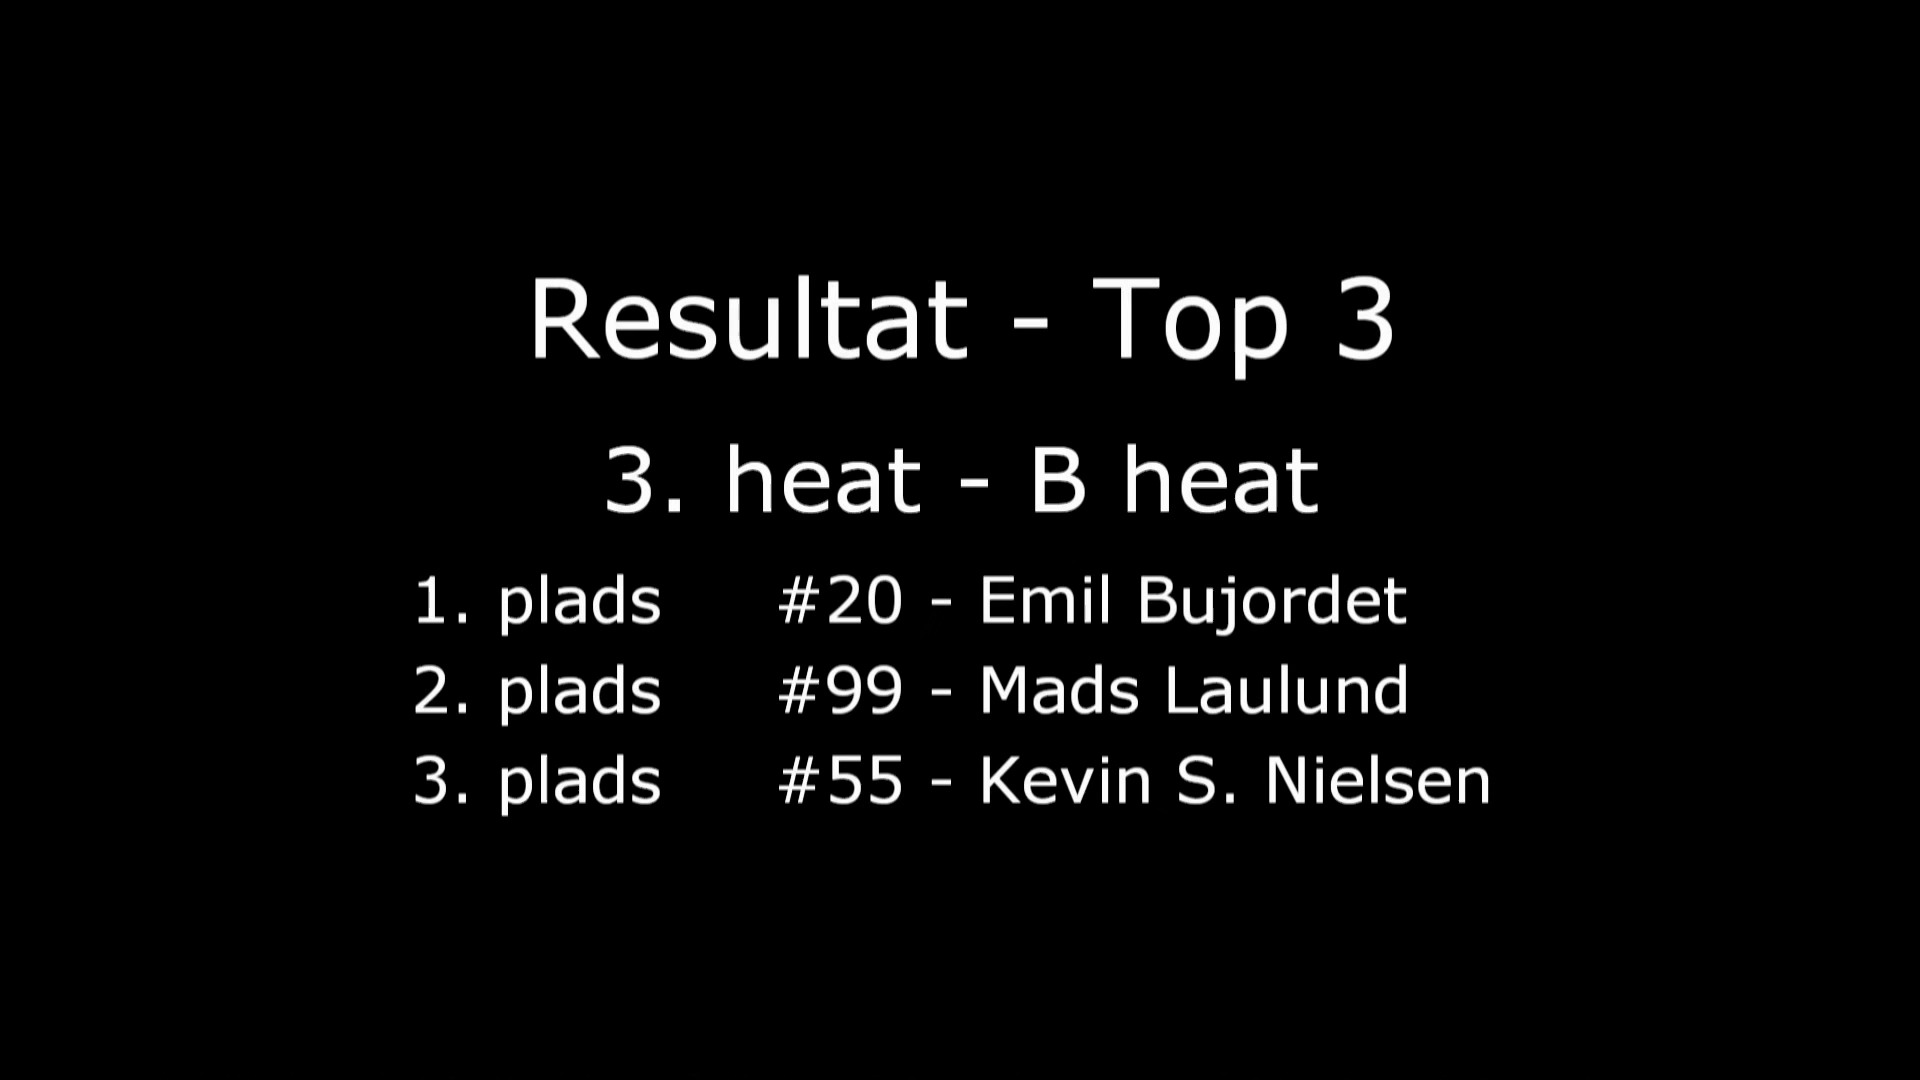 Resultat - Top 3
3. heat - B heat
1. plads #20 - Emil Bujordet
2. plads #99 - Mads Laulund
3. plads #55 - Kevin S. Nielsen